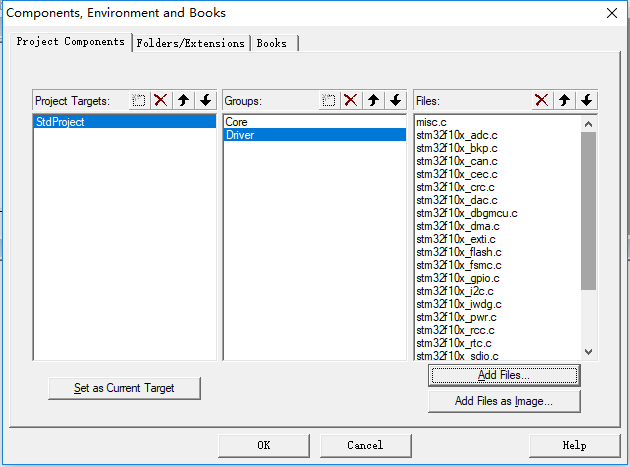 Components, Environment and Books
Project Components Folders/Extensions Books
Project Targets: Groups: Files:
StdProject
Core
Driver
misc.c
stm32f10x_adc.c
stm32f10x_bkp.c
stm32f10x_can.c
stm32f10x_cec.c
stm32f10x_crc.c
stm32f10x_dac.c
stm32f10x_dbgmcu.c
stm32f10x_dma.c
stm32f10x_exti.c
stm32f10x_flash.c
stm32f10x_fsmc.c
stm32f10x_gpio.c
stm32f10x_i2c.c
stm32f10x_iwdg.c
stm32f10x_pwr.c
stm32f10x_rcc.c
stm32f10x_rtc.c
stm32f10x_sdio.c
Set as Current Target
Add Files...
Add Files as Image...
OK Cancel Help